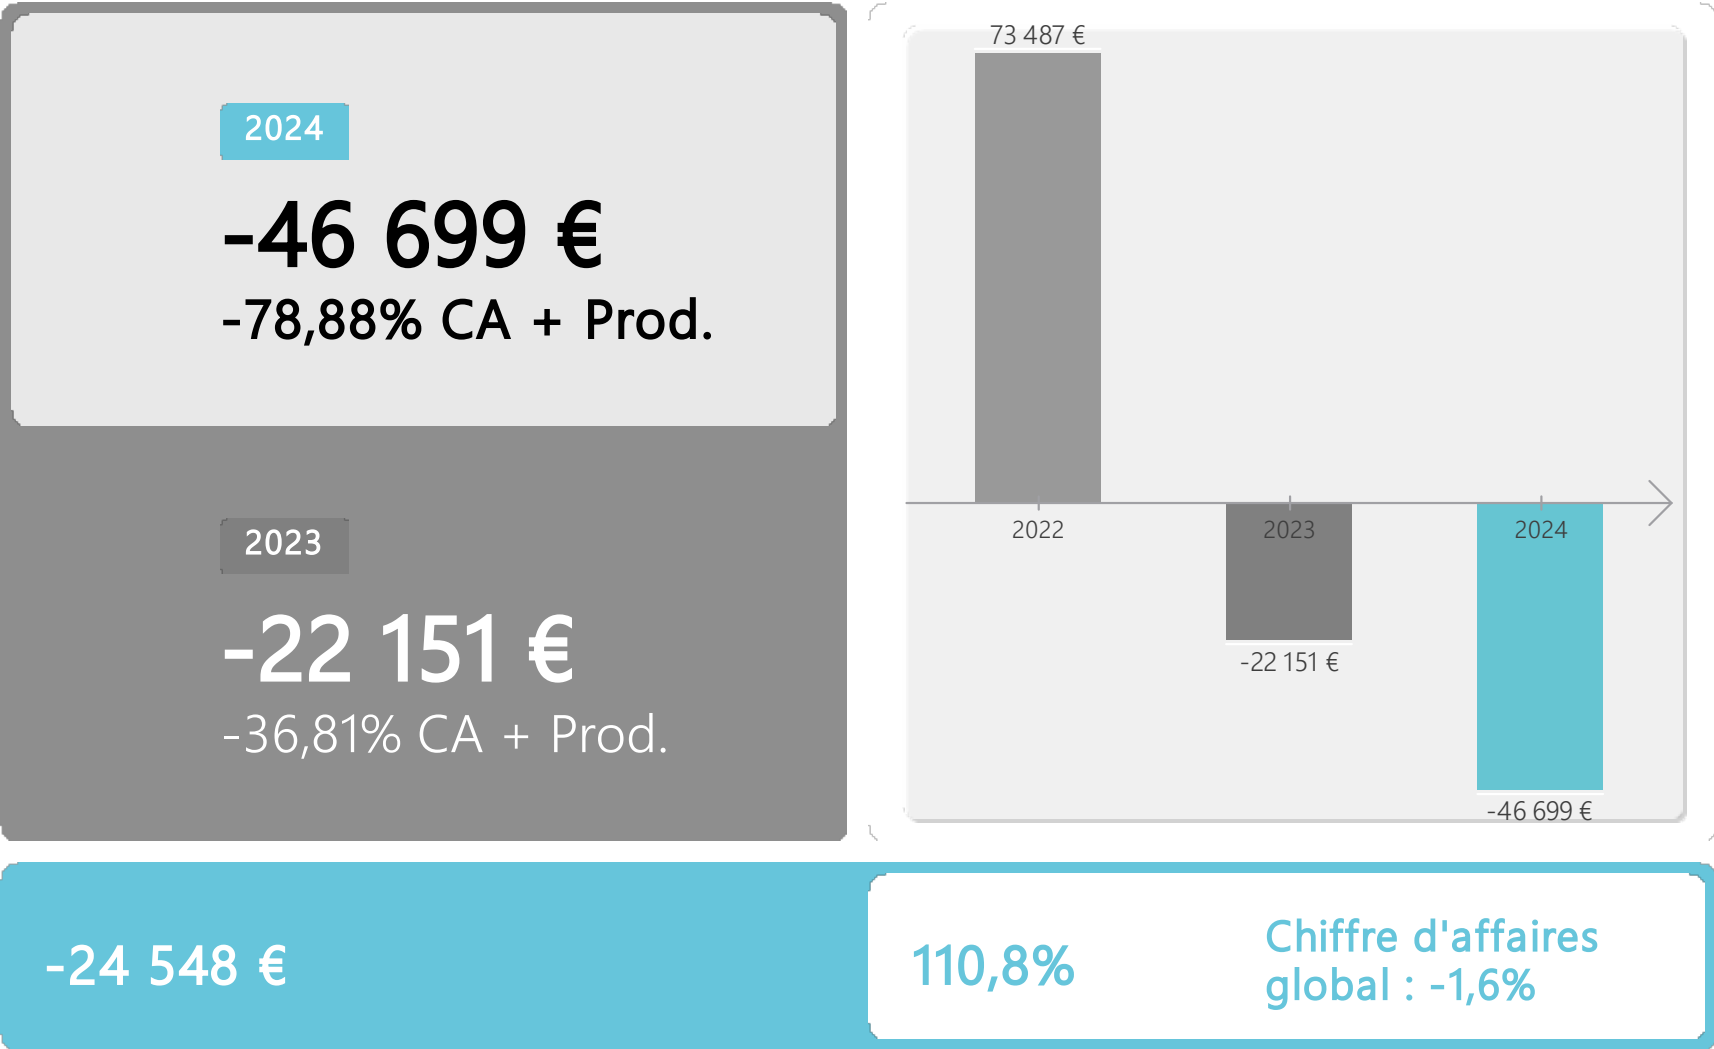 2024
-46 699 €
-78,88% CA + Prod.
2023
-22 151 €
-36,81% CA + Prod.
73 487 €
2022
2023
2024
-22 151 €
-46 699 €
-24 548 €
110,8%
Chiffre d'affaires
global : -1,6%